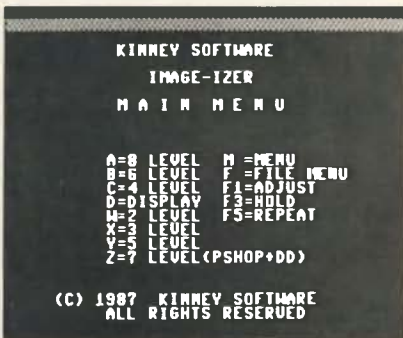 KINNEY SOFTWARE
IMAGE-IZER
MAIN MENU
A=8 LEVEL M =MENU
B=6 LEVEL F =FILE MENU
C=4 LEVEL F1=ADJUST
D=DISPLAY F3=HOLD
W=2 LEVEL F5=REPEAT
X=3 LEVEL
Y=5 LEVEL
Z=7 LEVEL(PSHOP+DD)
(C) 1987 KINNEY SOFTWARE
ALL RIGHTS RESERVED